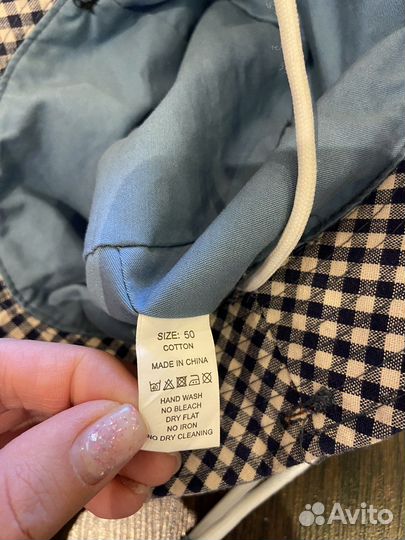 SIZE: 50
COTTON
MADE IN CHINA
HAND WASH
NO BLEACH
DRY FLAT
NO IRON
NO DRY CLEANING
Avito